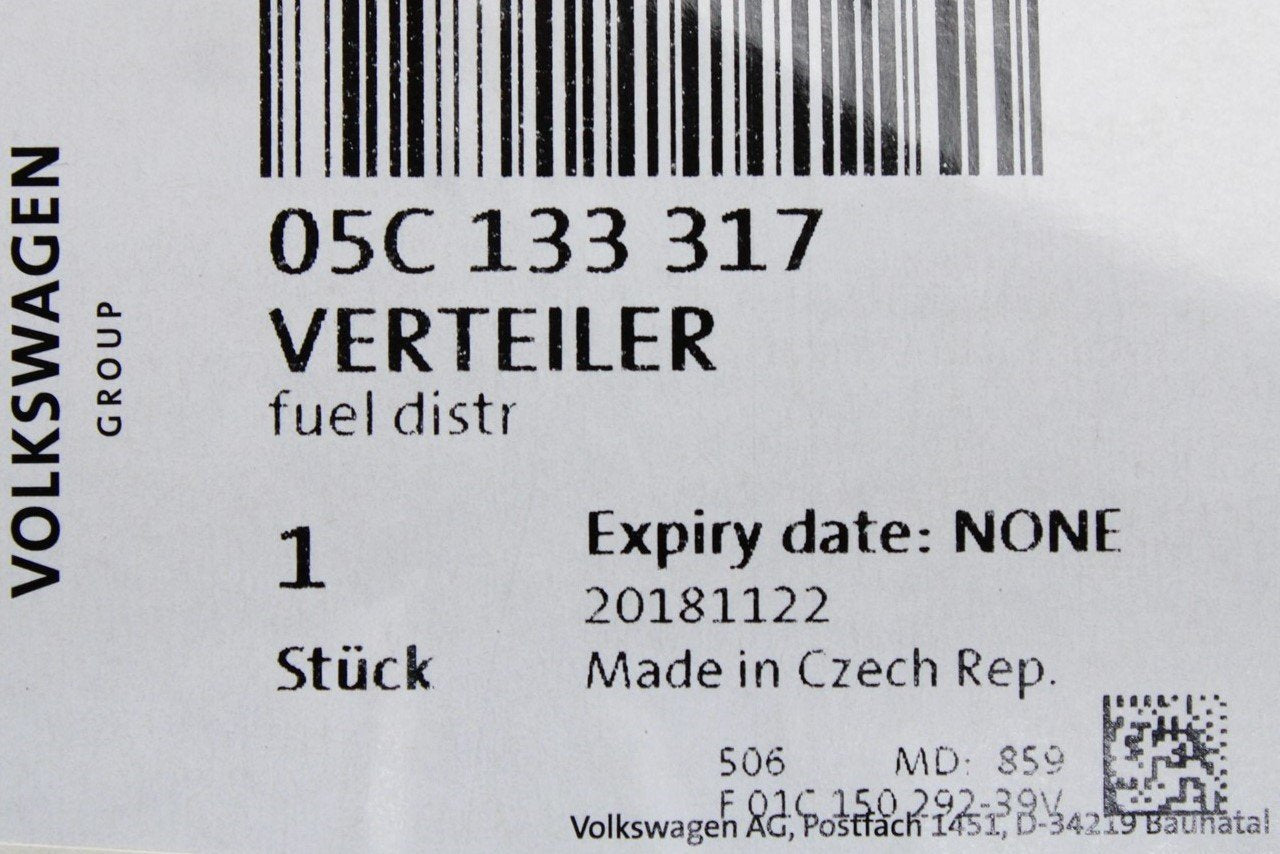 VOLKSWAGEN
GROUP
05C 133 317
VERTEILER
fuel distr
1
Stück
Expiry date: NONE
20181122
Made in Czech Rep.
506 MD: 859
F 01C 150 292-39V
Volkswagen AG, Postfach 1451, D-34219 Baunatal